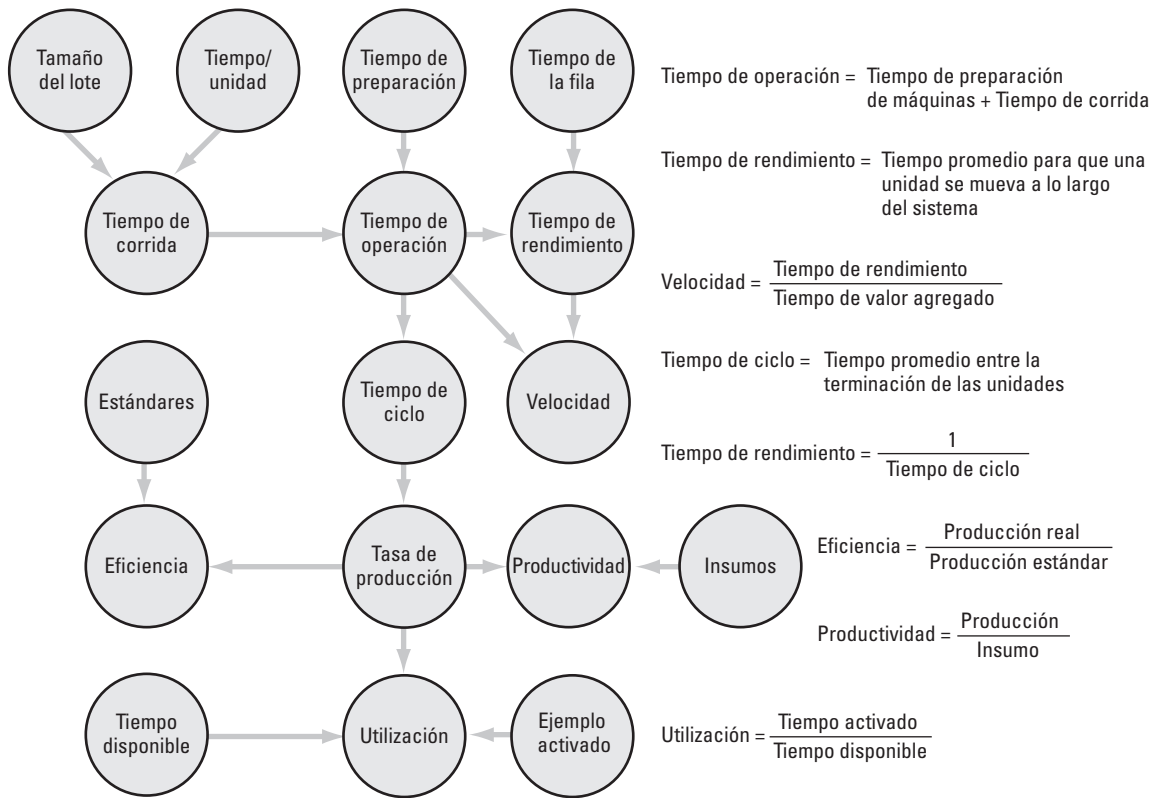 Tamaño
del lote
Tiempo/
unidad
Tiempo de
preparación
Tiempo de
la fila
Tiempo de operación = Tiempo de preparación
de máquinas + Tiempo de corrida
Tiempo de
corrida
Tiempo de
operación
Tiempo de
rendimiento
Tiempo de rendimiento = Tiempo promedio para que una
unidad se mueva a lo largo
del sistema
Velocidad = Tiempo de rendimiento
Tiempo de valor agregado
Estándares
Tiempo de
ciclo
Velocidad
Tiempo de ciclo = Tiempo promedio entre la
terminación de las unidades
Tiempo de rendimiento = 1
Tiempo de ciclo
Eficiencia
Tasa de
producción
Productividad
Insumos
Eficiencia = Producción real
Producción estándar
Productividad = Producción
Insumo
Tiempo
disponible
Utilización
Ejemplo
activado
Utilización = Tiempo activado
Tiempo disponible